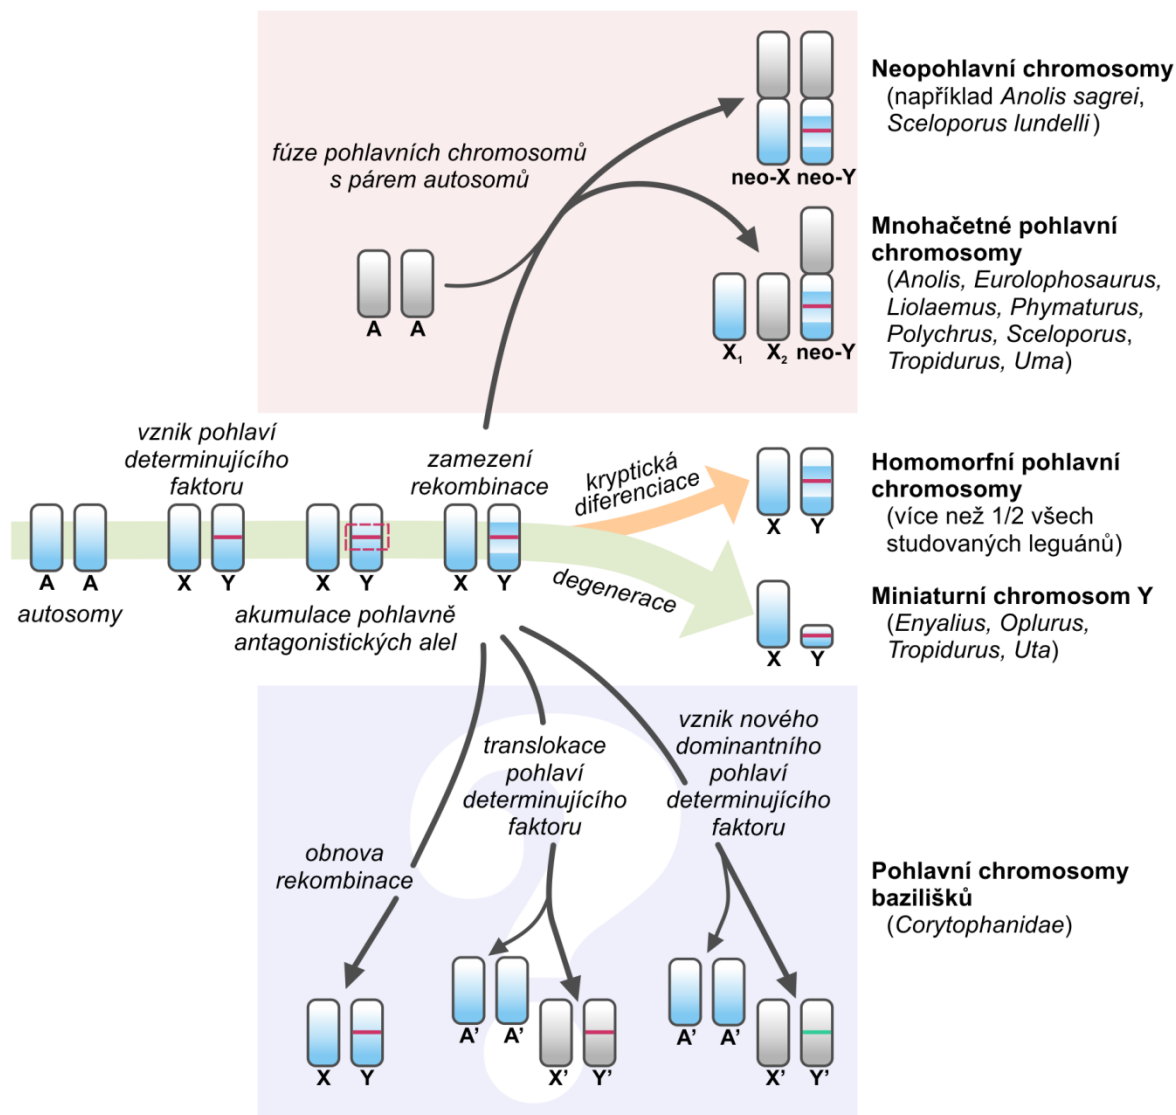 Neopohlavní chromosomy
(například Anolis sagrei,
Sceloporus lundelli)
fúze pohlavních chromosomů
s párem autosomů
neo-X neo-Y
Mnohačetné pohlavní
chromosomy
(Anolis, Eurolophosaurus,
Liolaemus, Phymaturus,
Polychrus, Sceloporus,
Tropidurus, Uma)
A A
X₁ X₂ neo-Y
vznik pohlaví
determinujícího
faktoru
zamezení
rekombinace
kryptická
diferenciace
Homomorfní pohlavní
chromosomy
(více než 1/2 všech
studovaných leguánů)
X Y
A A
X Y
X Y
X Y
autosomy
akumulace pohlavně
antagonistických alel
degenerace
Miniaturní chromosom Y
(Enyalius, Oplurus,
Tropidurus, Uta)
X Y
obnova
rekombinace
translokace
pohlaví
determinujícího
faktoru
vznik nového
dominantního
pohlaví
determinujícího
faktoru
Pohlavní chromosomy
bazilišků
(Corytophanidae)
X Y
A’ A’
X’ Y’
A’ A’
X’ Y’